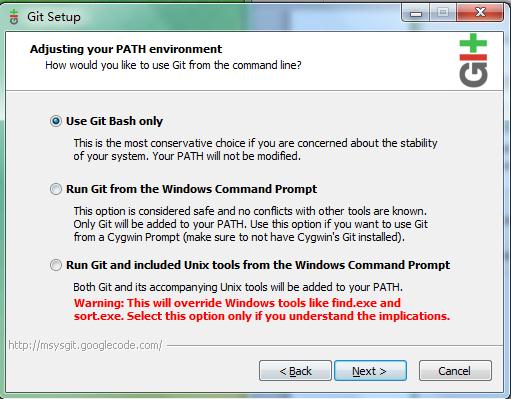 Git Setup
Adjusting your PATH environment
How would you like to use Git from the command line?
Git
Use Git Bash only
This is the most conservative choice if you are concerned about the stability
of your system. Your PATH will not be modified.
Run Git from the Windows Command Prompt
This option is considered safe and no conflicts with other tools are known.
Only Git will be added to your PATH. Use this option if you want to use Git
from a Cygwin Prompt (make sure to not have Cygwin's Git installed).
Run Git and included Unix tools from the Windows Command Prompt
Both Git and its accompanying Unix tools will be added to your PATH.
Warning: This will override Windows tools like find.exe and
sort.exe. Select this option only if you understand the implications.
http://msysgit.googlecode.com/
< Back
Next >
Cancel